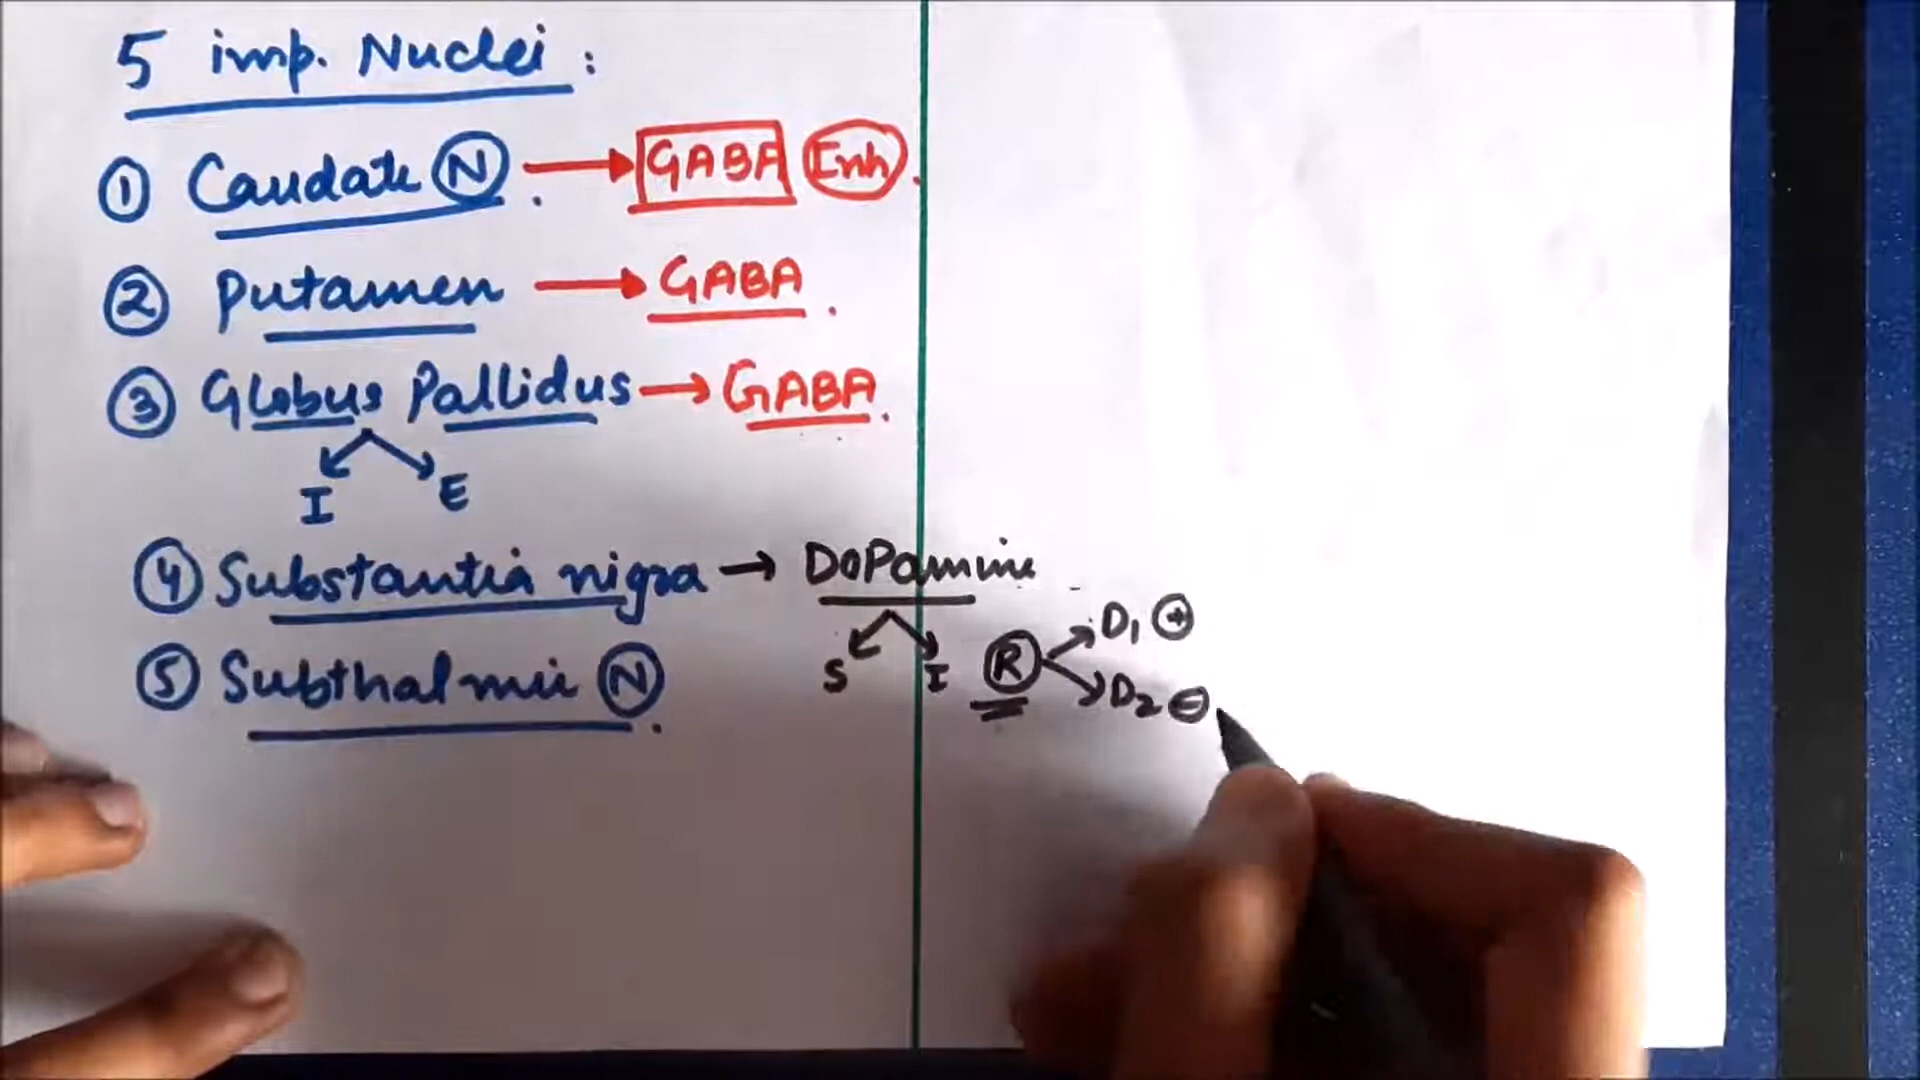 5 imp. Nuclei :
① Caudate Ⓝ. → GABA Inh.
② Putamen → GABA.
③ Globus Pallidus → GABA.
I E
④ Substantia nigra → Dopamine
S I R D1 +
D2 -
⑤ Subthalmic Ⓝ.